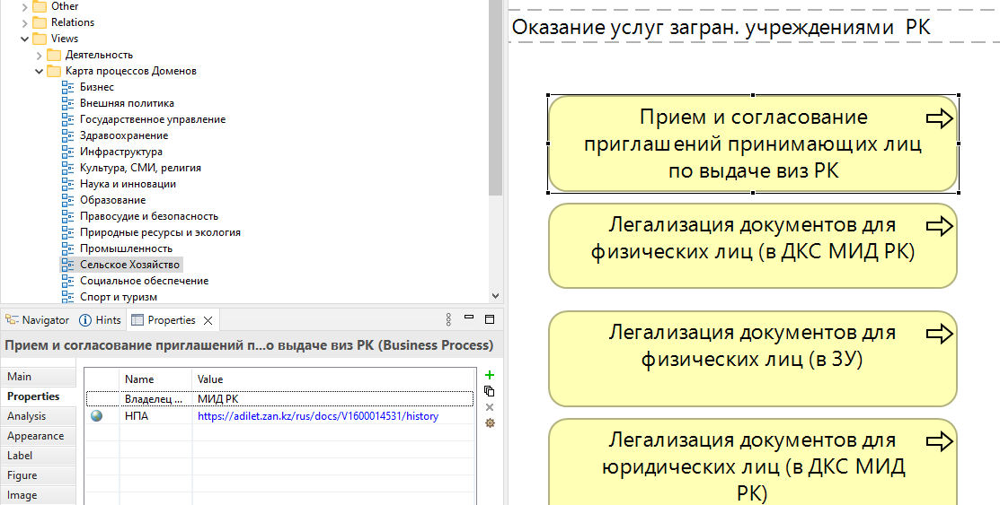 Other
Relations
Views
Деятельность
Карта процессов Доменов
Бизнес
Внешняя политика
Государственное управление
Здравоохранение
Инфраструктура
Культура, СМИ, религия
Наука и инновации
Образование
Правосудие и безопасность
Природные ресурсы и экология
Промышленность
Сельское Хозяйство
Социальное обеспечение
Спорт и туризм
Navigator Hints Properties
Прием и согласование приглашений п...о выдаче виз РК (Business Process)
Main
Properties
Analysis
Appearance
Label
Figure
Image
Name Value
Владелец ... МИД РК
НПА https://adilet.zan.kz/rus/docs/V1600014531/history
Оказание услуг загран. учреждениями РК
Прием и согласование
приглашений принимающих лиц
по выдаче виз РК
Легализация документов для
физических лиц (в ДКС МИД РК)
Легализация документов для
физических лиц (в ЗУ)
Легализация документов для
юридических лиц (в ДКС МИД
РК)